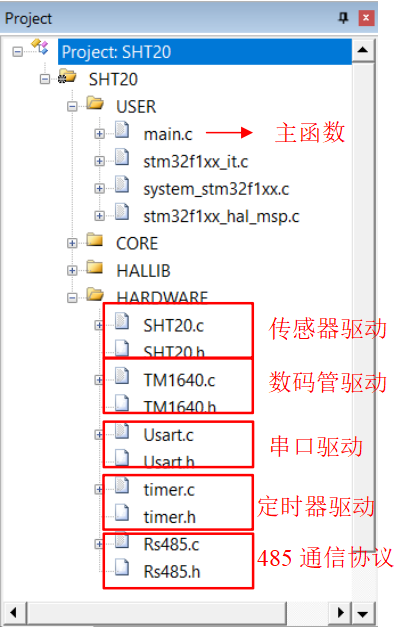 Project
Project: SHT20
SHT20
USER
main.c 主函数
stm32f1xx_it.c
system_stm32f1xx.c
stm32f1xx_hal_msp.c
CORE
HALLIB
HARDWARE
SHT20.c 传感器驱动
SHT20.h
TM1640.c 数码管驱动
TM1640.h
Usart.c 串口驱动
Usart.h
timer.c 定时器驱动
timer.h
Rs485.c 485 通信协议
Rs485.h